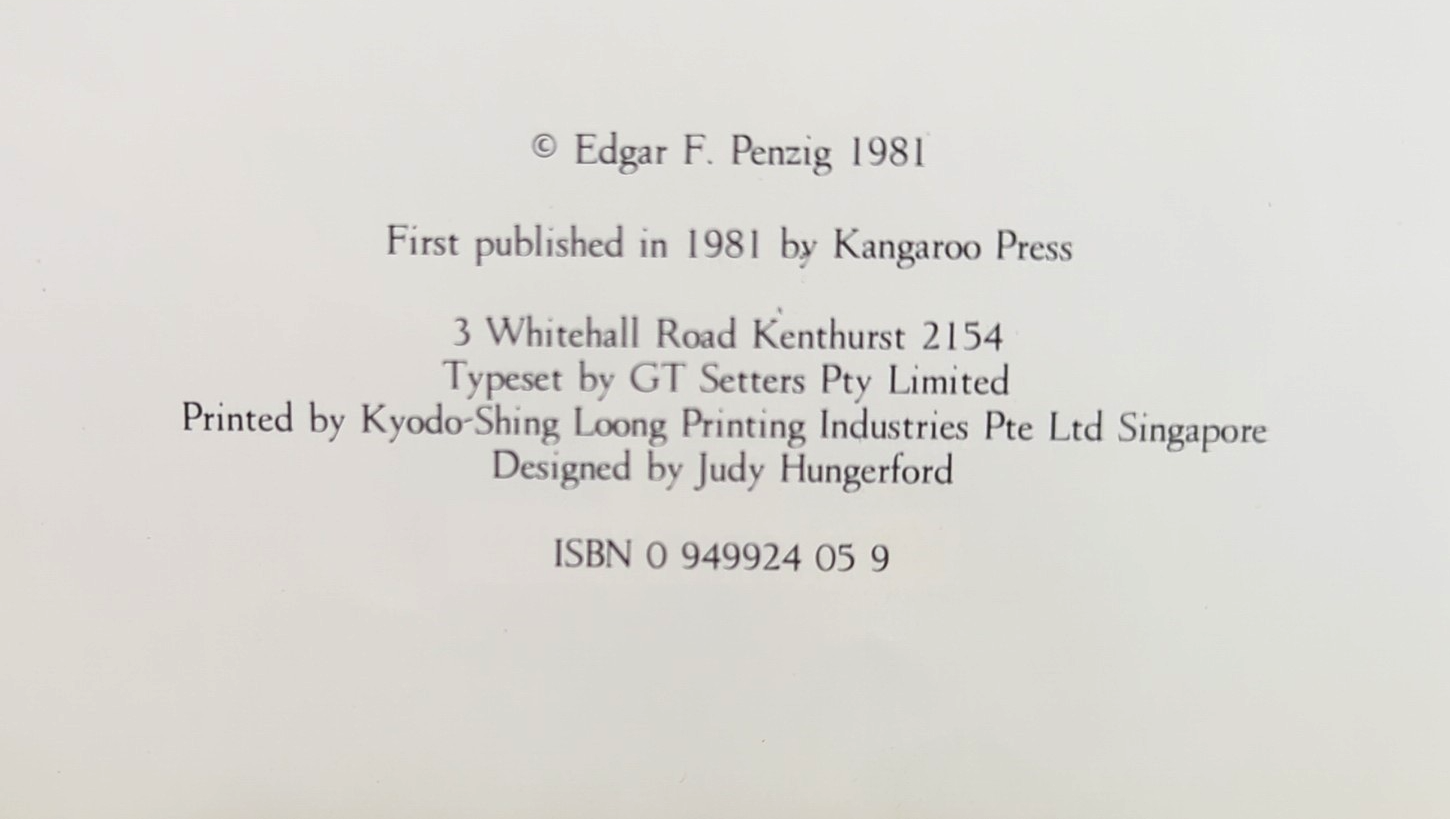 © Edgar F. Penzig 1981
First published in 1981 by Kangaroo Press
3 Whitehall Road Kenthurst 2154
Typeset by GT Setters Pty Limited
Printed by Kyodo-Shing Loong Printing Industries Pte Ltd Singapore
Designed by Judy Hungerford
ISBN 0 949924 05 9